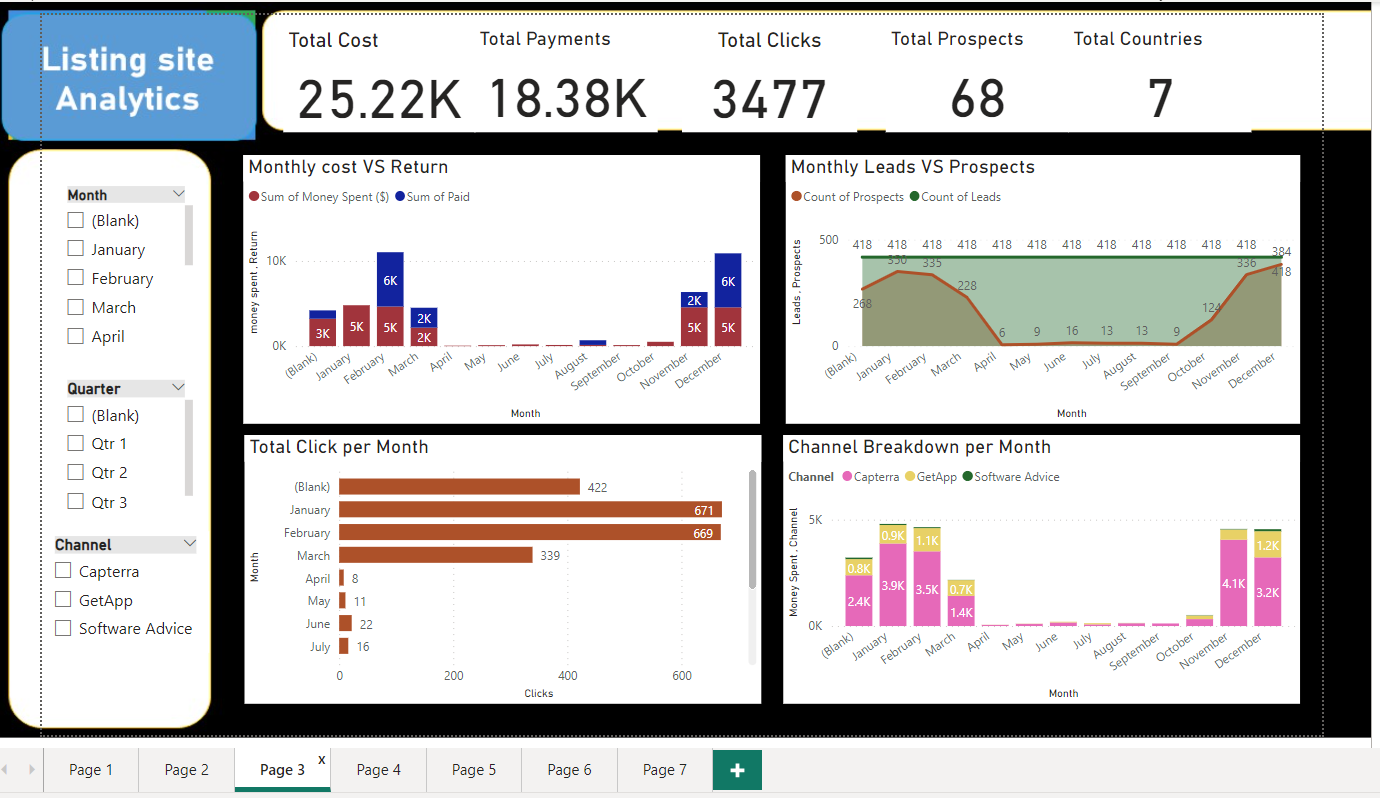 Listing site
Analytics
Total Cost
25.22K
Total Payments
18.38K
Total Clicks
3477
Total Prospects
68
Total Countries
7
Month
(Blank)
January
February
March
April
Quarter
(Blank)
Qtr 1
Qtr 2
Qtr 3
Channel
Capterra
GetApp
Software Advice
Monthly cost VS Return
Sum of Money Spent ($) Sum of Paid
money spent , Return
10K
0K
3K
5K
6K
5K
2K
2K
2K
5K
6K
5K
(Blank) January February March April May June July August September October November December
Month
Monthly Leads VS Prospects
Count of Prospects Count of Leads
Leads , Prospects
500
0
418 418 418 418 418 418 418 418 418 418 418 418 418
268 350 335 228 6 9 16 13 13 9 124 336 384
(Blank) January February March April May June July August September October November December
Month
Total Click per Month
Month
(Blank) 422
January 671
February 669
March 339
April 8
May 11
June 22
July 16
0 200 400 600
Clicks
Channel Breakdown per Month
Channel Capterra GetApp Software Advice
Money Spent , Channel
5K
0K
0.8K
2.4K
0.9K
3.9K
1.1K
3.5K
0.7K
1.4K
4.1K
1.2K
3.2K
(Blank) January February March April May June July August September October November December
Month
Page 1 Page 2 Page 3 x Page 4 Page 5 Page 6 Page 7 +